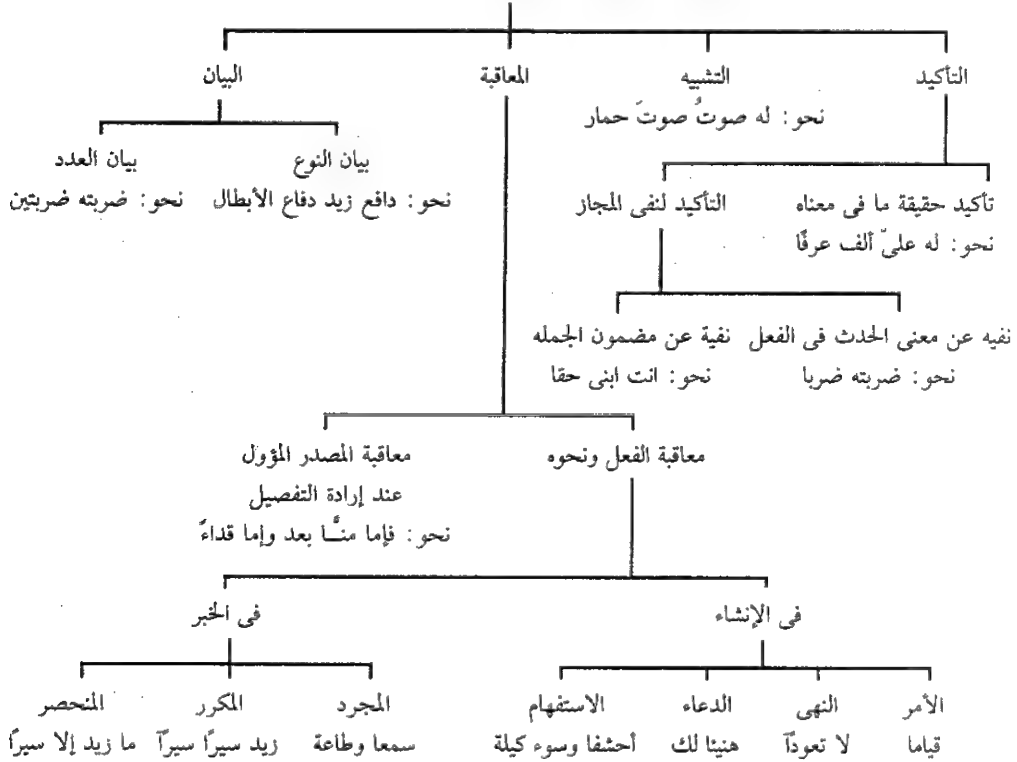 التأكيد
التشبيه
المعاقبة
البيان
نحو: له صوتٌ صوتَ حمار
بيان النوع
بيان العدد
نحو: دافع زيد دفاع الأبطال
نحو: ضربته ضربتين
تأكيد حقيقة ما فى معناه
نحو: له علىّ ألف عرفًا
التأكيد لنفى المجاز
نفيه عن معنى الحدث فى الفعل
نحو: ضربته ضربا
نفية عن مضمون الجمله
نحو: انت ابنى حقا
معاقبة الفعل ونحوه
معاقبة المصدر المؤول
عند إرادة التفصيل
نحو: فإما منًّا بعد وإما قداءً
فى الإنشاء
فى الخبر
الأمر
النهى
الدعاء
الاستفهام
المجرد
المكرر
المنحصر
قياما
لا تعودًا
هنيئا لك
أحشفا وسوء كيلة
سمعا وطاعة
زيد سيرًا سيرًا
ما زيد إلا سيرًا